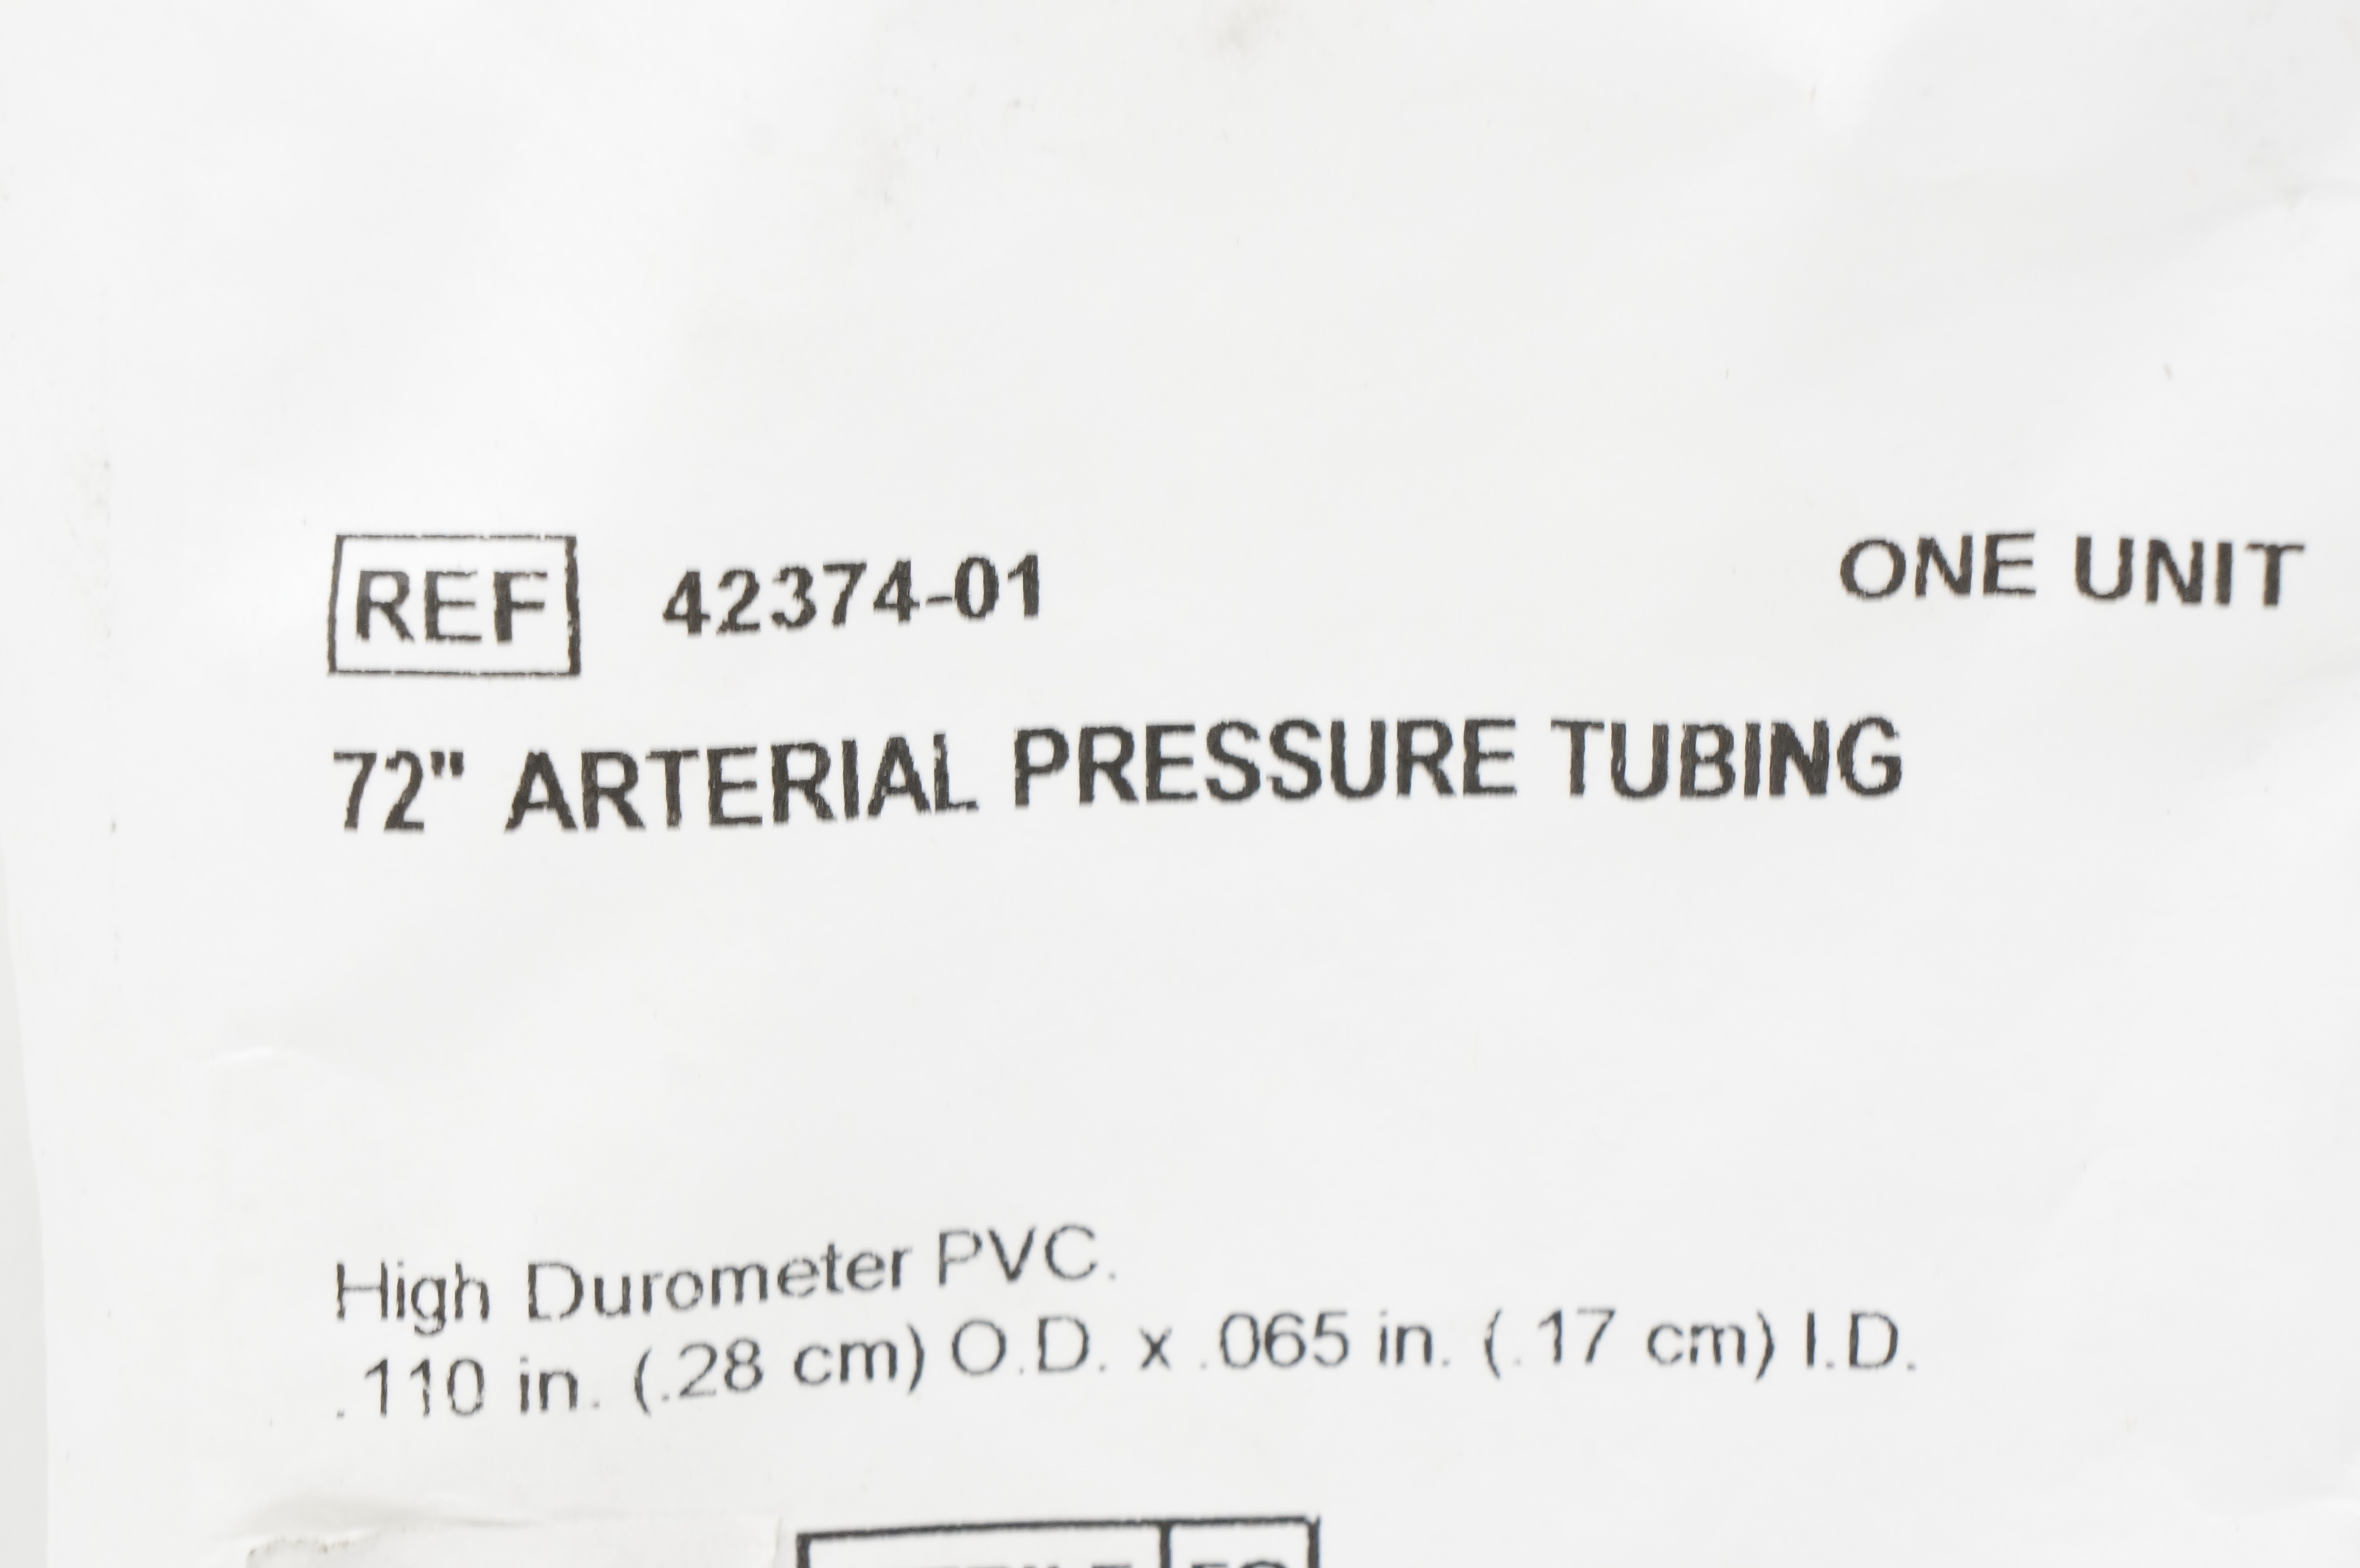 REF 42374-01 ONE UNIT
72" ARTERIAL PRESSURE TUBING
High Durometer PVC.
.110 in. (.28 cm) O.D. x .065 in. (.17 cm) I.D.